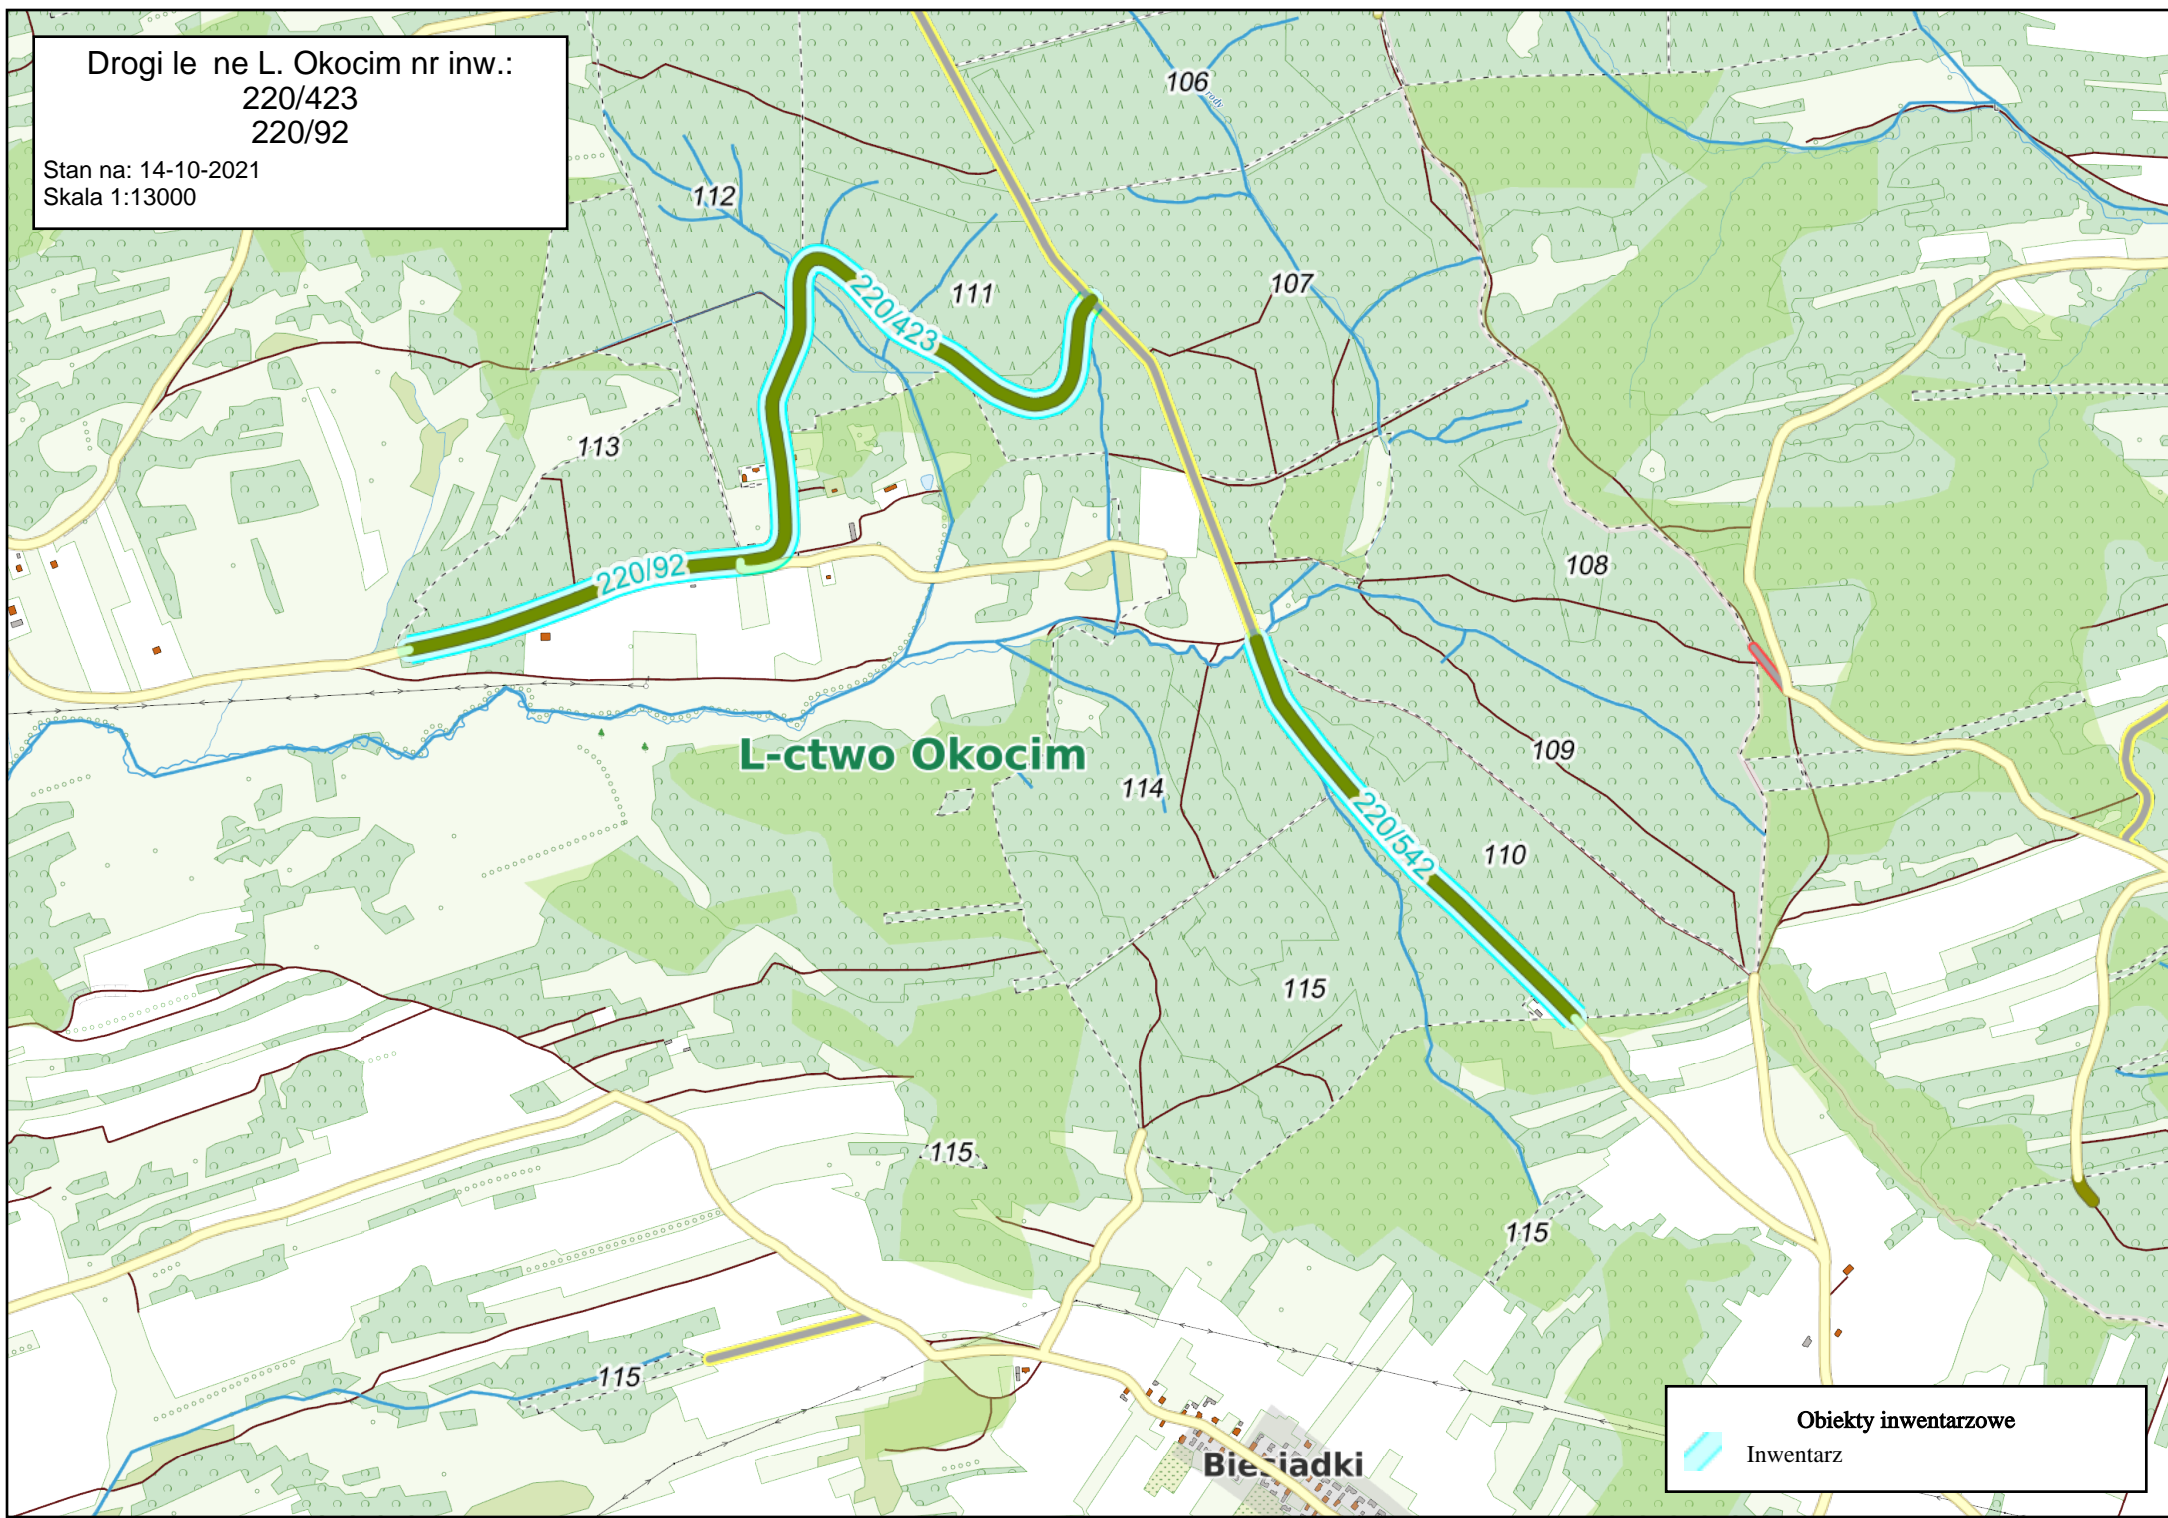 Drogi le ne L. Okocim nr inw.:
220/423
220/92
Stan na: 14-10-2021
Skala 1:13000
106
112
107
111
220/423
113
108
220/92
109
L-ctwo Okocim
114
220/542
110
115
115
115
115
Biesiadki
Obiekty inwentarzowe
Inwentarz